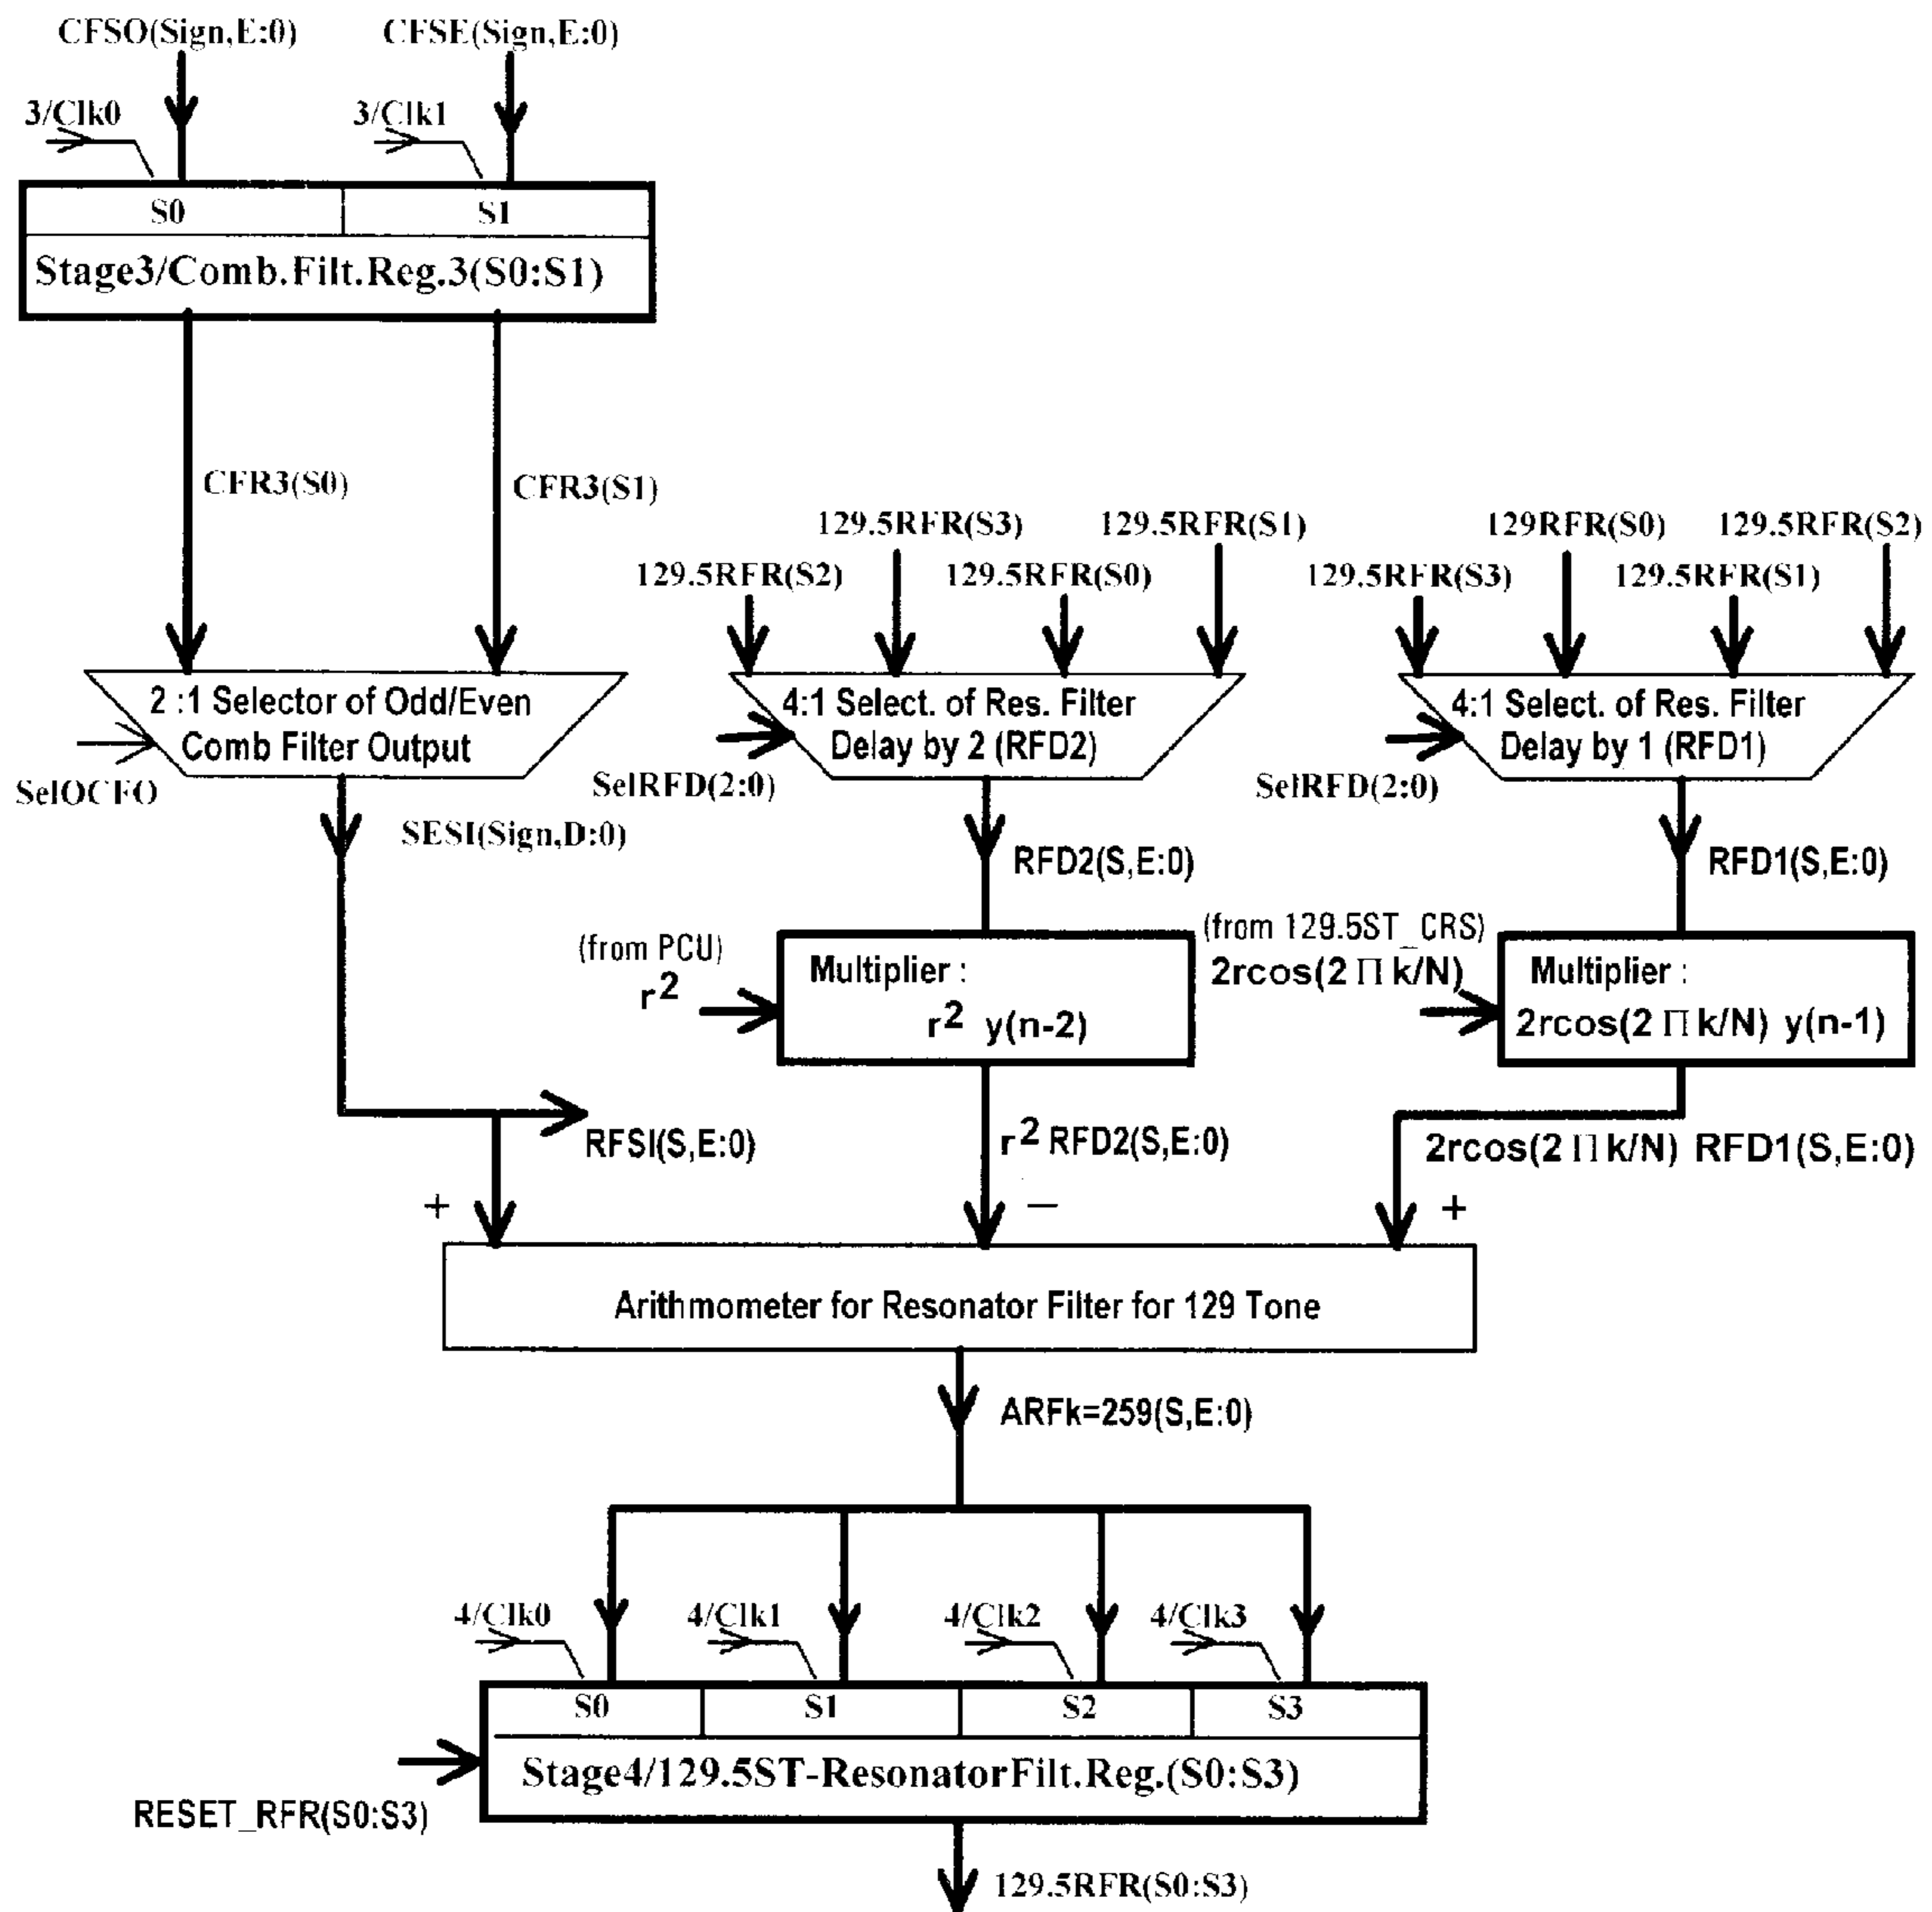 CFSO(Sign,E:0)
CFSE(Sign,E:0)
3/Clk0
3/Clk1
S0
S1
Stage3/Comb.Filt.Reg.3(S0:S1)
CFR3(S0)
CFR3(S1)
129.5RFR(S3)
129.5RFR(S1)
129RFR(S0)
129.5RFR(S2)
129.5RFR(S2)
129.5RFR(S0)
129.5RFR(S3)
129.5RFR(S1)
2 :1 Selector of Odd/Even
Comb Filter Output
4:1 Select. of Res. Filter
Delay by 2 (RFD2)
4:1 Select. of Res. Filter
Delay by 1 (RFD1)
SelOCFO
SelRFD(2:0)
SelRFD(2:0)
SESI(Sign,D:0)
RFD2(S,E:0)
RFD1(S,E:0)
(from PCU)
r²
Multiplier :
r² y(n-2)
(from 129.5ST_CRS)
2rcos(2 Π k/N)
Multiplier :
2rcos(2 Π k/N) y(n-1)
RFSI(S,E:0)
r² RFD2(S,E:0)
2rcos(2 Π k/N) RFD1(S,E:0)
+
—
+
Arithmometer for Resonator Filter for 129 Tone
ARFk=259(S,E:0)
4/Clk0
4/Clk1
4/Clk2
4/Clk3
S0
S1
S2
S3
Stage4/129.5ST-ResonatorFilt.Reg.(S0:S3)
RESET_RFR(S0:S3)
129.5RFR(S0:S3)